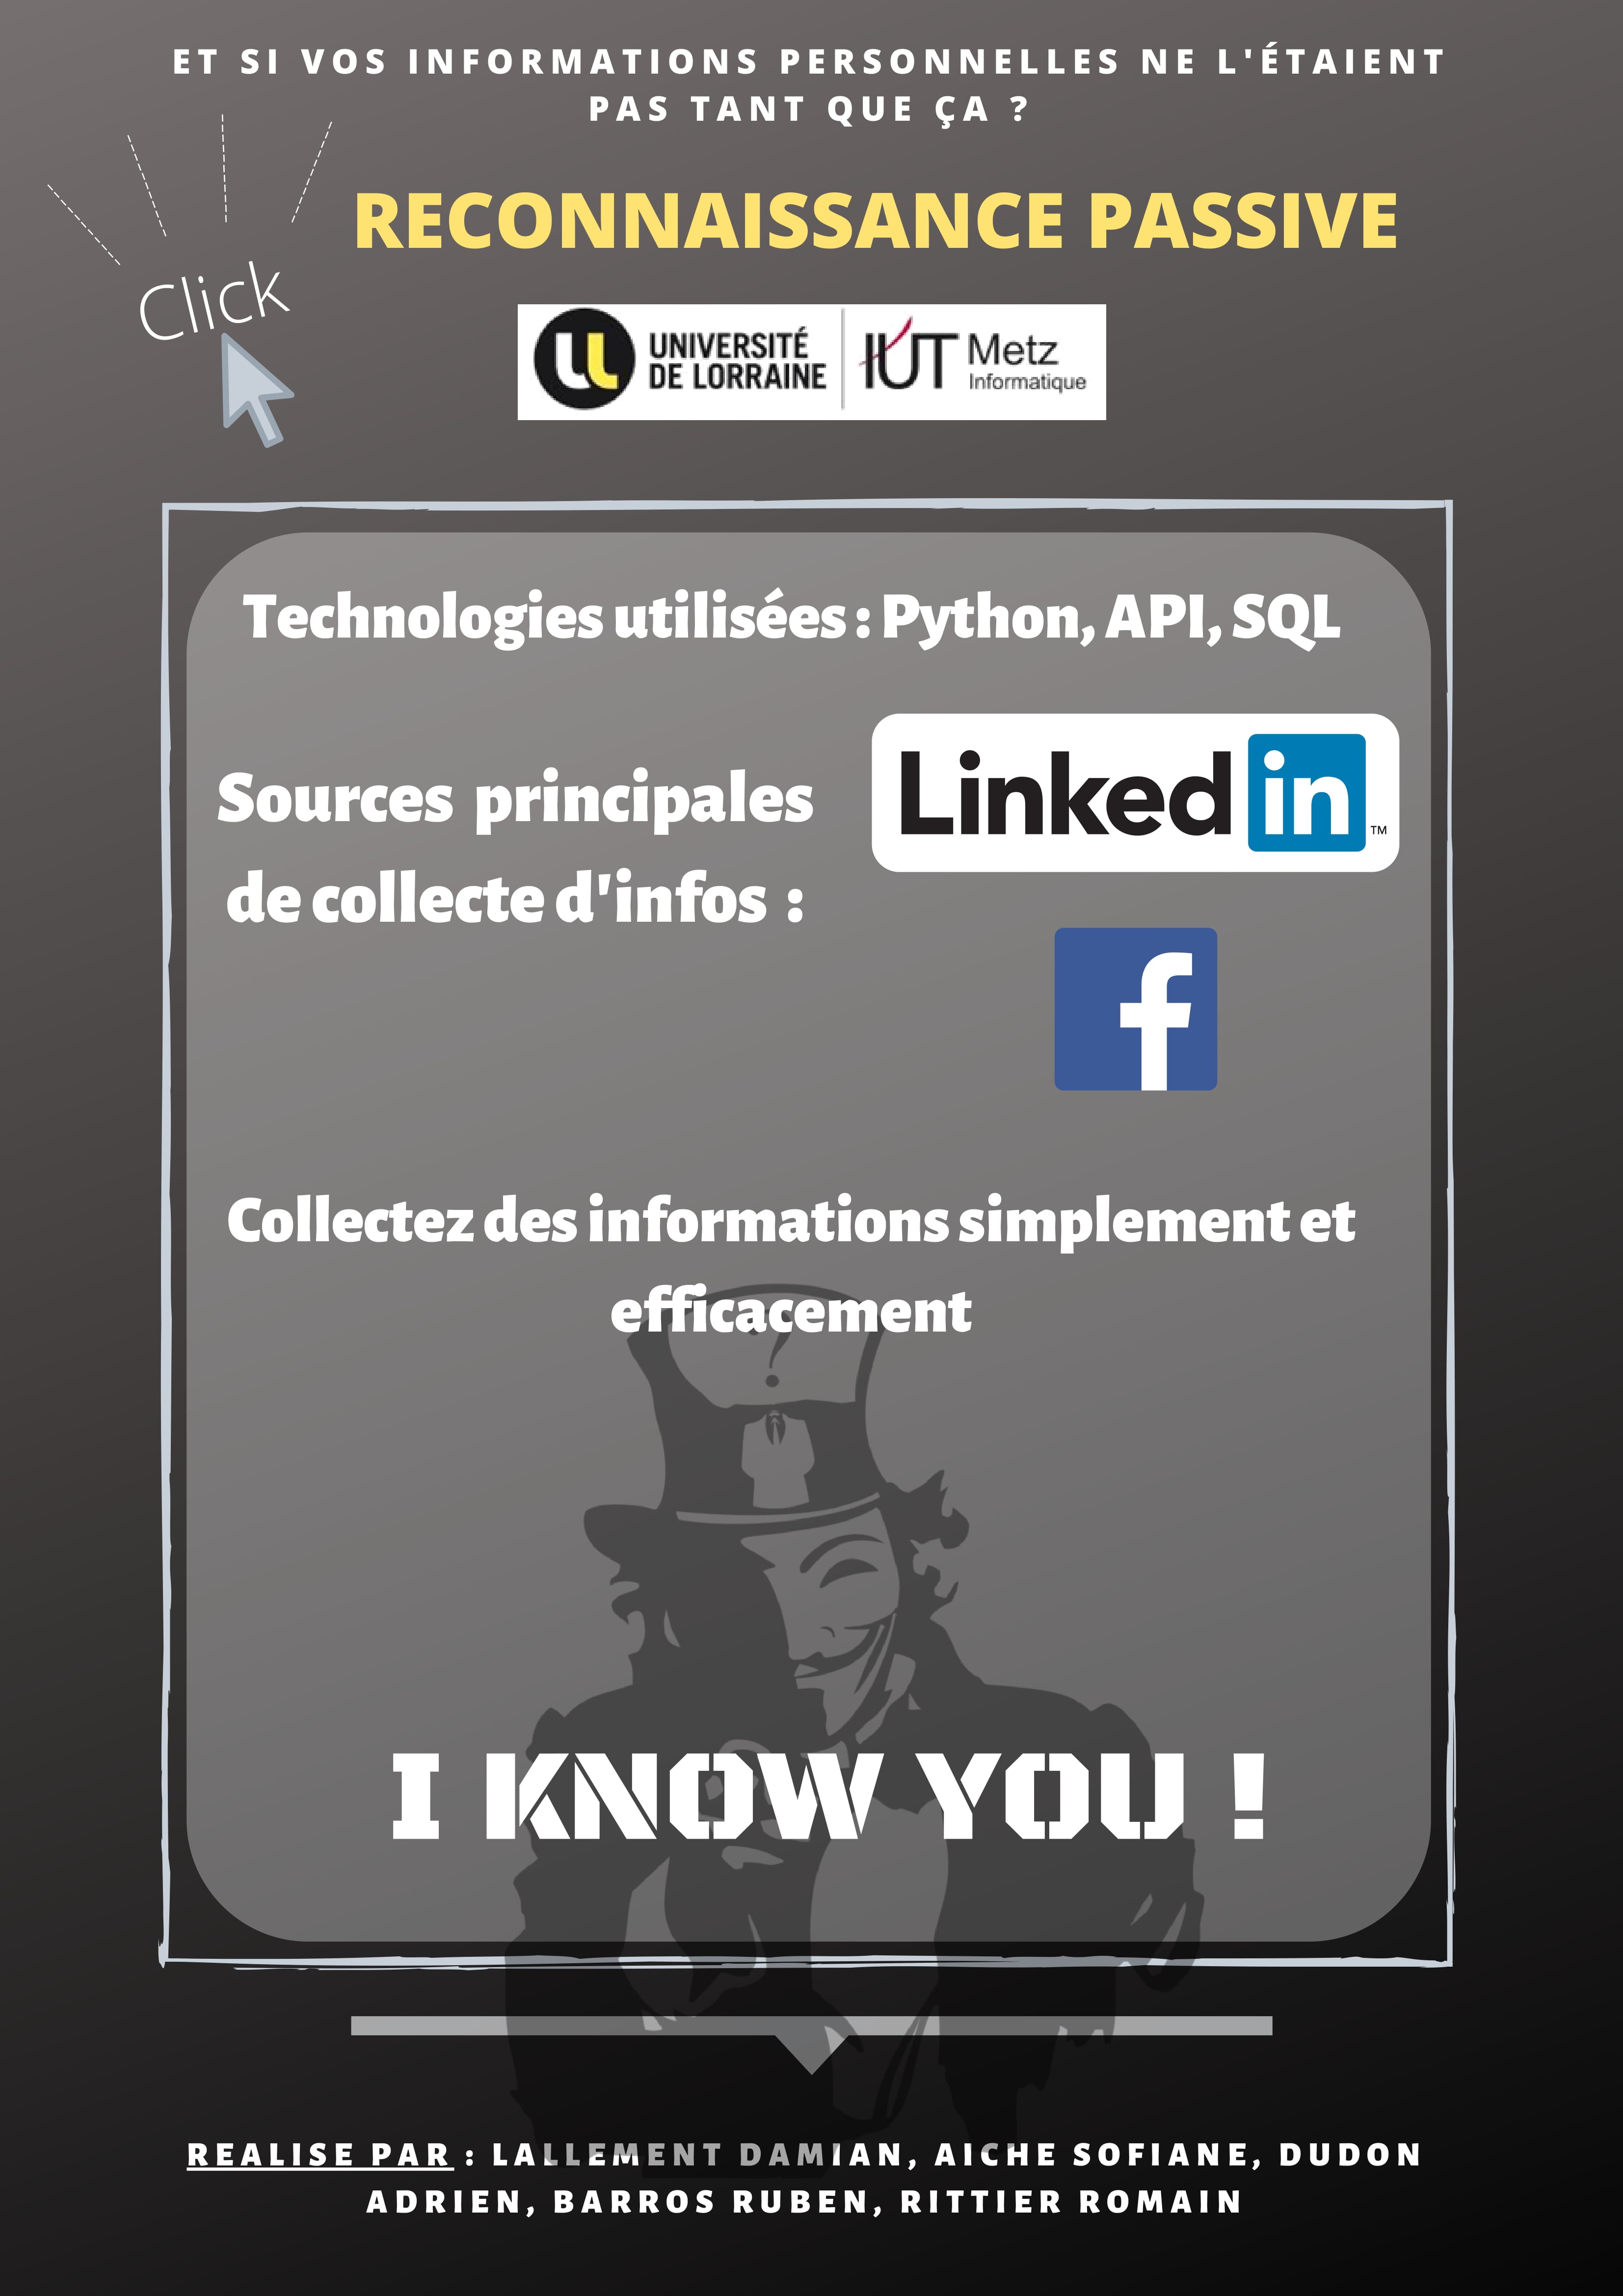 ET SI VOS INFORMATIONS PERSONNELLES NE L'ÉTAIENT
PAS TANT QUE ÇA ?
RECONNAISSANCE PASSIVE
Click
UNIVERSITÉ
DE LORRAINE
IUT Metz
Informatique
Technologies utilisées : Python, API, SQL
Linked in ™
Sources principales
de collecte d'infos :
f
Collectez des informations simplement et
efficacement
?
I KNOW YOU !
REALISE PAR : LALLEMENT DAMIAN, AICHE SOFIANE, DUDON
ADRIEN, BARROS RUBEN, RITTIER ROMAIN